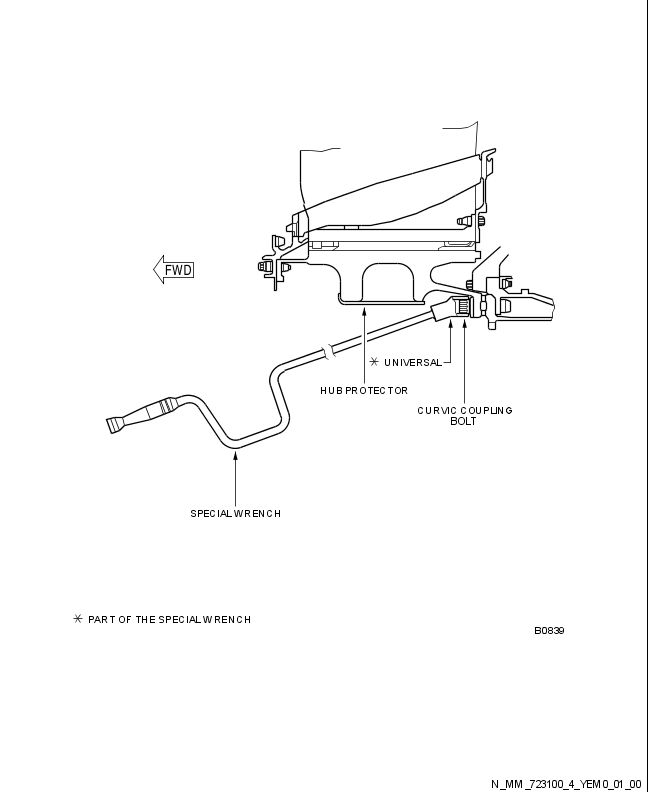 FWD
* UNIVERSAL
HUB PROTECTOR
CURVIC COUPLING
BOLT
SPECIAL WRENCH
* PART OF THE SPECIAL WRENCH
B0839
N_MM_723100_4_YEM0_01_00